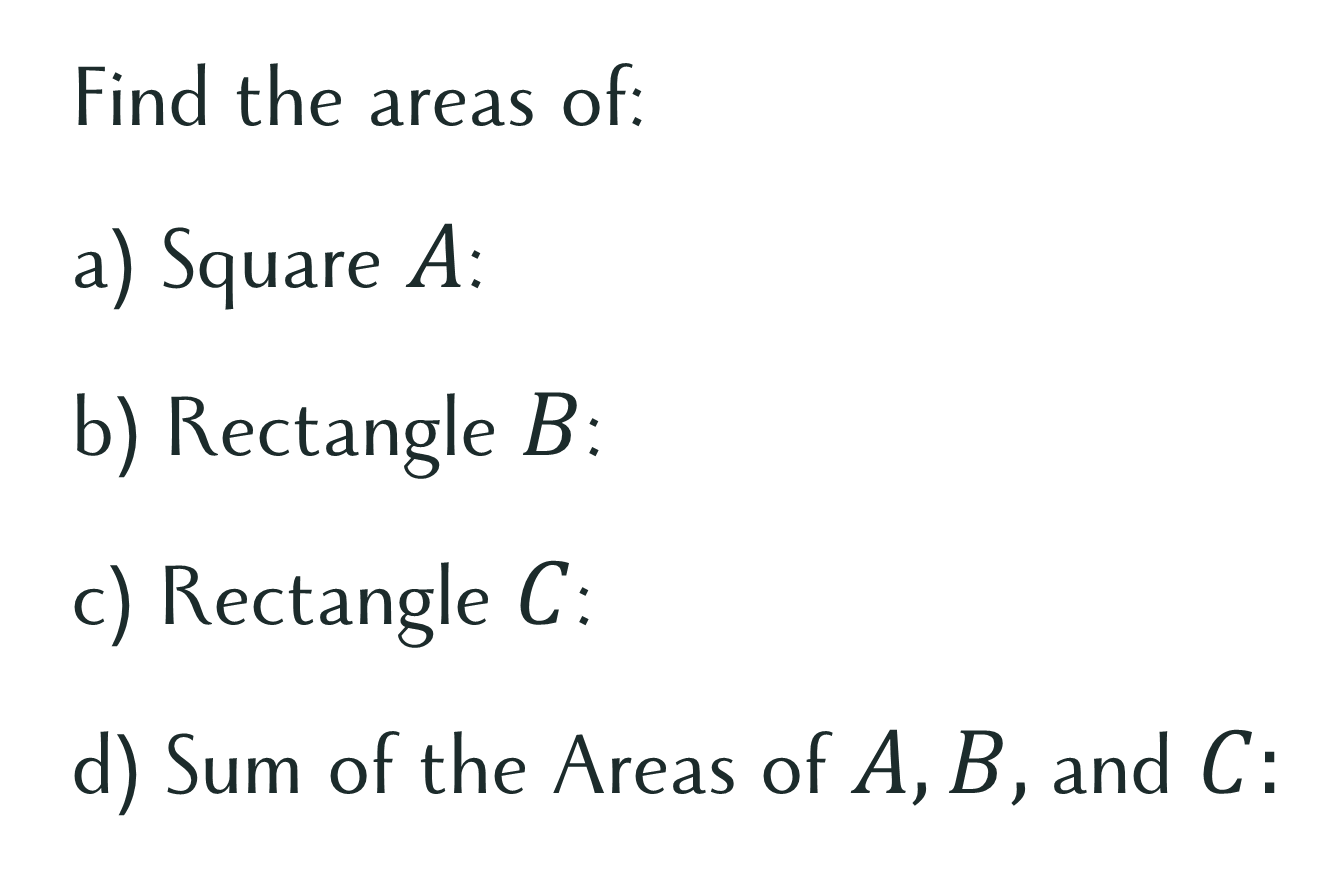 Find the areas of:
a) Square A:
b) Rectangle B:
c) Rectangle C:
d) Sum of the Areas of A, B, and C: